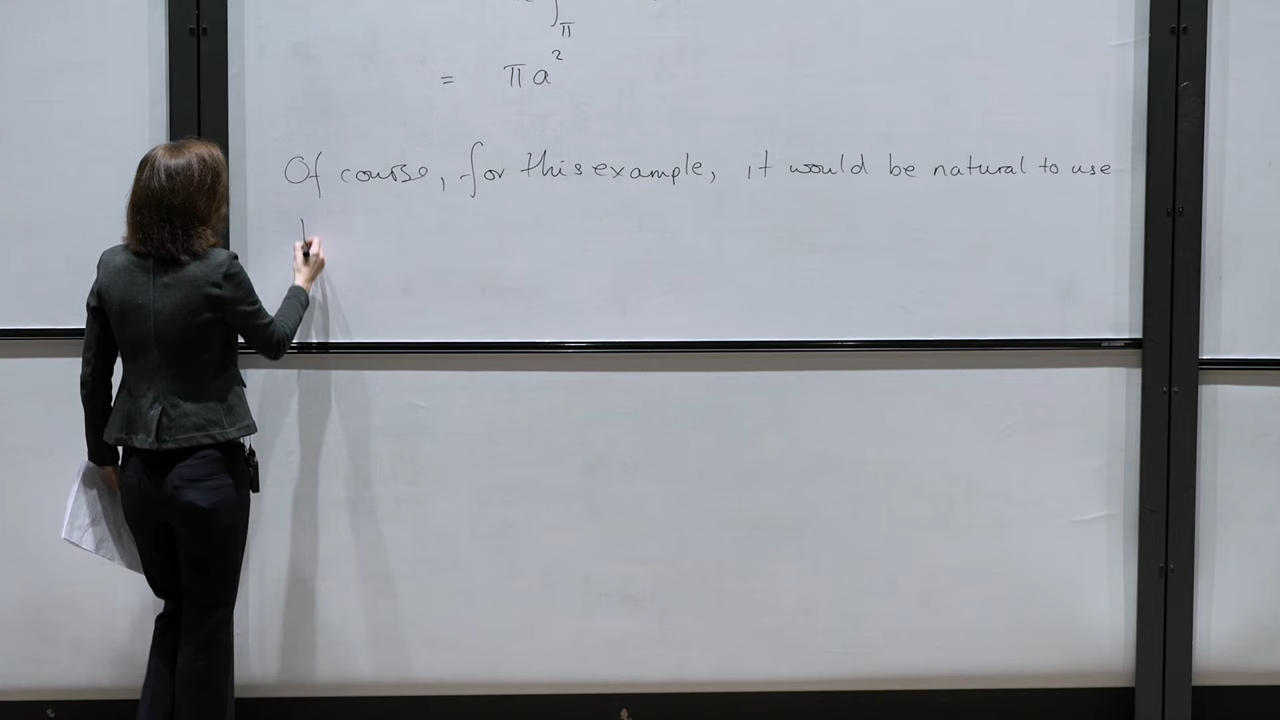 ∫π
= πa²
Of course, for this example, it would be natural to use